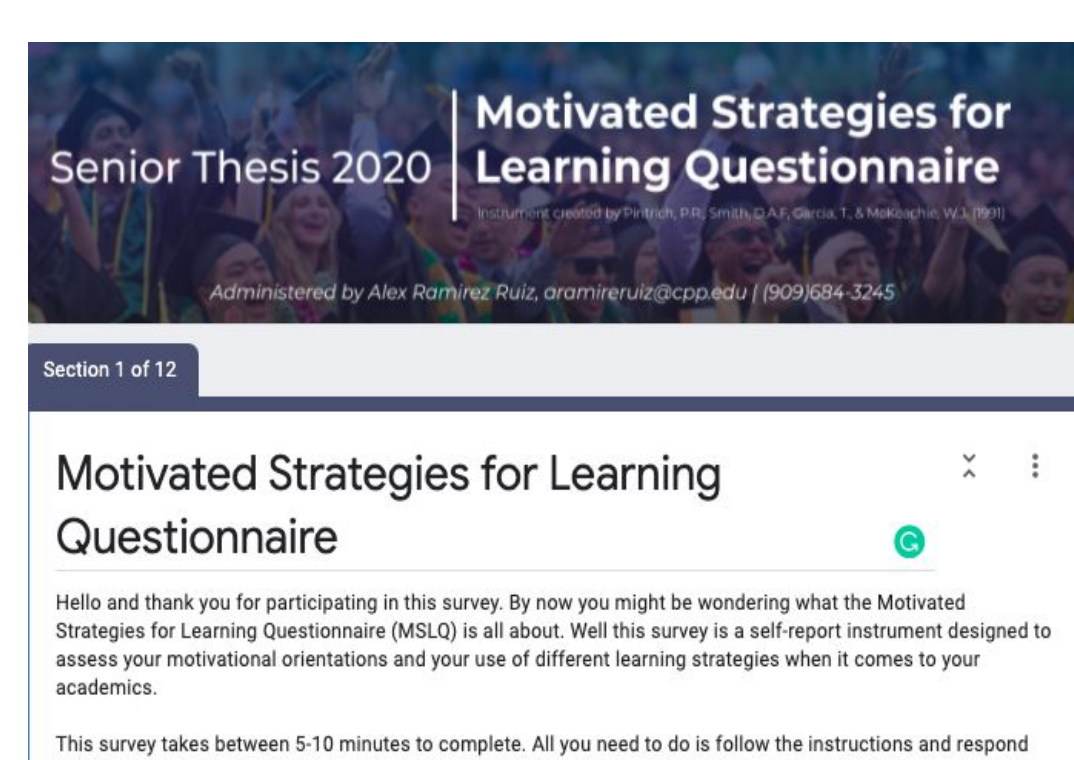 Senior Thesis 2020
Motivated Strategies for
Learning Questionnaire
Instrument created by Pintrich, P.R., Smith, D.A.F, Garcia, T., & McKeachie, W.J. (1991)
Administered by Alex Ramirez Ruiz, aramireruiz@cpp.edu | (909)684-3245
Section 1 of 12
Motivated Strategies for Learning
Questionnaire
Hello and thank you for participating in this survey. By now you might be wondering what the Motivated
Strategies for Learning Questionnaire (MSLQ) is all about. Well this survey is a self-report instrument designed to
assess your motivational orientations and your use of different learning strategies when it comes to your
academics.
This survey takes between 5-10 minutes to complete. All you need to do is follow the instructions and respond